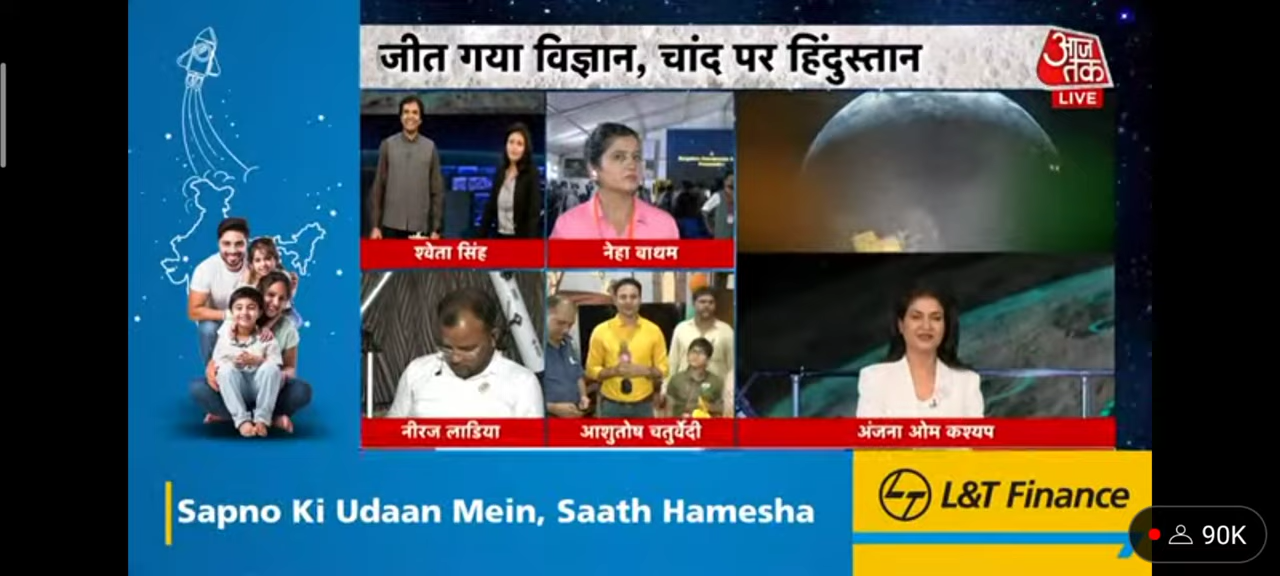 जीत गया विज्ञान, चांद पर हिंदुस्तान
आज
तक
LIVE
श्वेता सिंह
नेहा बाथम
नीरज लाडिया
आशुतोष चतुर्वेदी
अंजना ओम कश्यप
Sapno Ki Udaan Mein, Saath Hamesha
LT
L&T Finance
90K